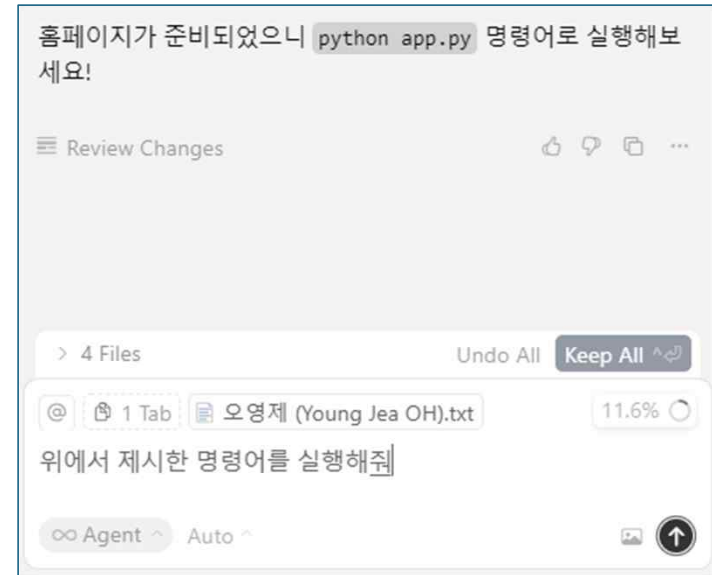 홈페이지가 준비되었으니 python app.py 명령어로 실행해보
세요!
Review Changes
4 Files Undo All Keep All ^⏎
@ 1 Tab 오영제 (Young Jea OH).txt 11.6%
위에서 제시한 명령어를 실행해줘
∞ Agent Auto